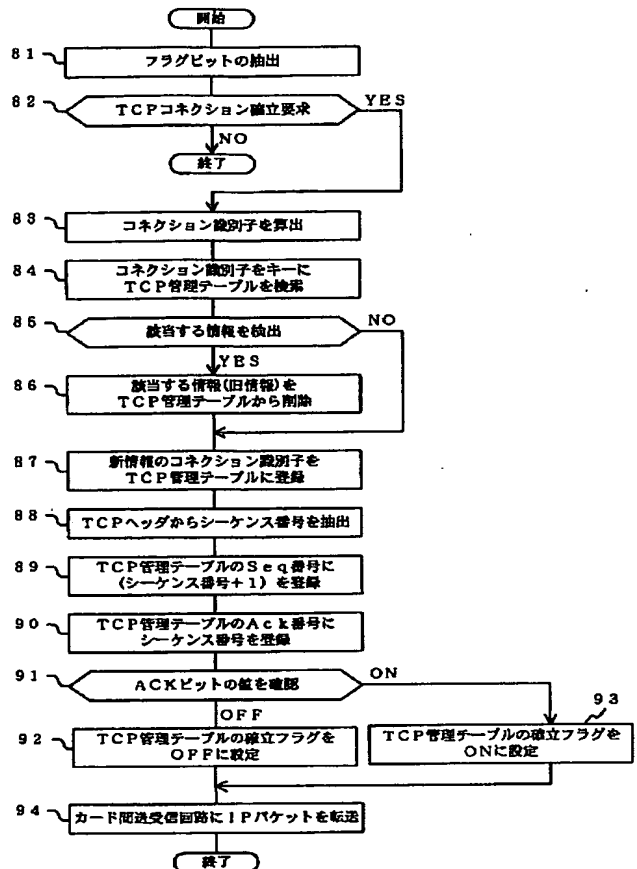 開始
81
フラグビットの抽出
82
TCPコネクション確立要求
YES
NO
終了
83
コネクション識別子を算出
84
コネクション識別子をキーに
TCP管理テーブルを検索
85
該当する情報を検出
NO
YES
86
該当する情報(旧情報)を
TCP管理テーブルから削除
87
新情報のコネクション識別子を
TCP管理テーブルに登録
88
TCPヘッダからシーケンス番号を抽出
89
TCP管理テーブルのSeq番号に
(シーケンス番号+1)を登録
90
TCP管理テーブルのAck番号に
シーケンス番号を登録
91
ACKビットの値を確認
ON
OFF
93
92
TCP管理テーブルの確立フラグを
OFFに設定
TCP管理テーブルの確立フラグを
ONに設定
94
カード間送受信回路にIPパケットを転送
終了